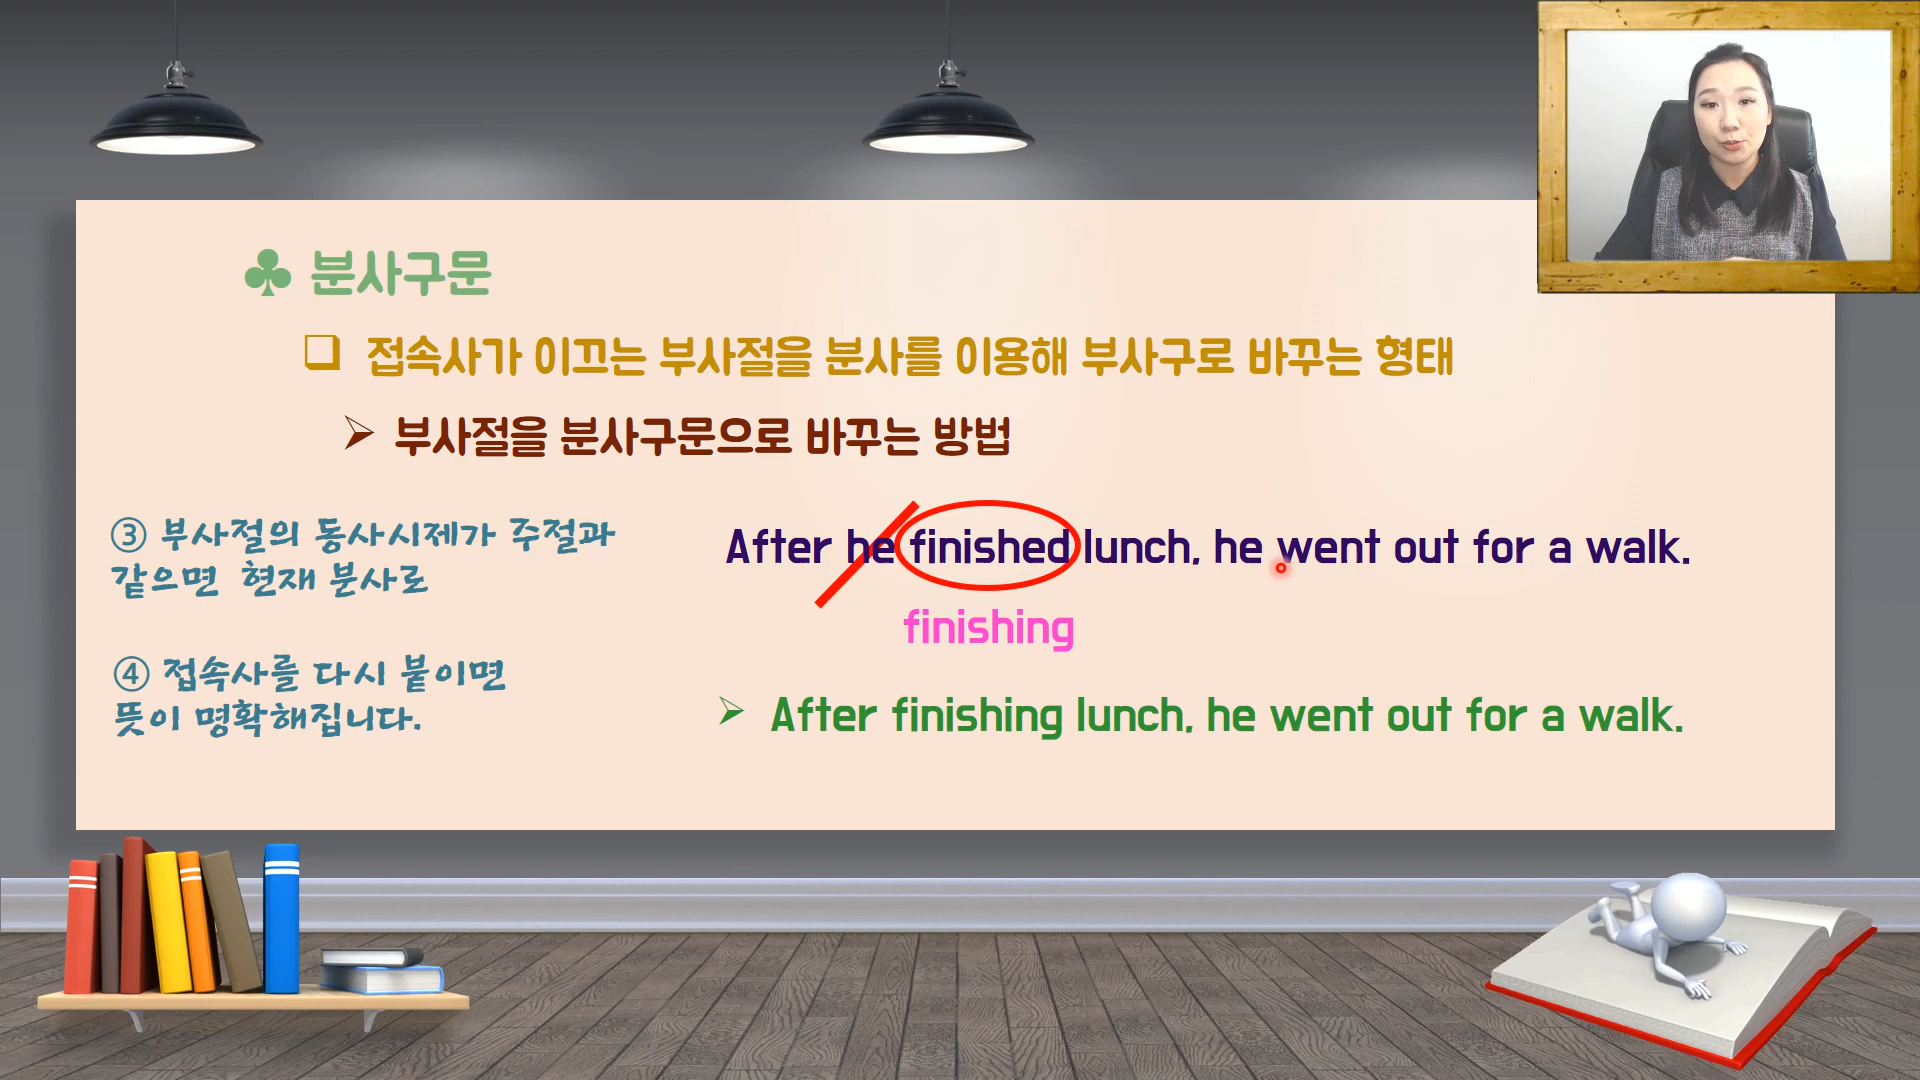 ♣ 분사구문
❑ 접속사가 이끄는 부사절을 분사를 이용해 부사구로 바꾸는 형태
➢ 부사절을 분사구문으로 바꾸는 방법
③ 부사절의 동사시제가 주절과
같으면 현재 분사로
After he finished lunch, he went out for a walk.
finishing
④ 접속사를 다시 붙이면
뜻이 명확해집니다.
➢ After finishing lunch, he went out for a walk.